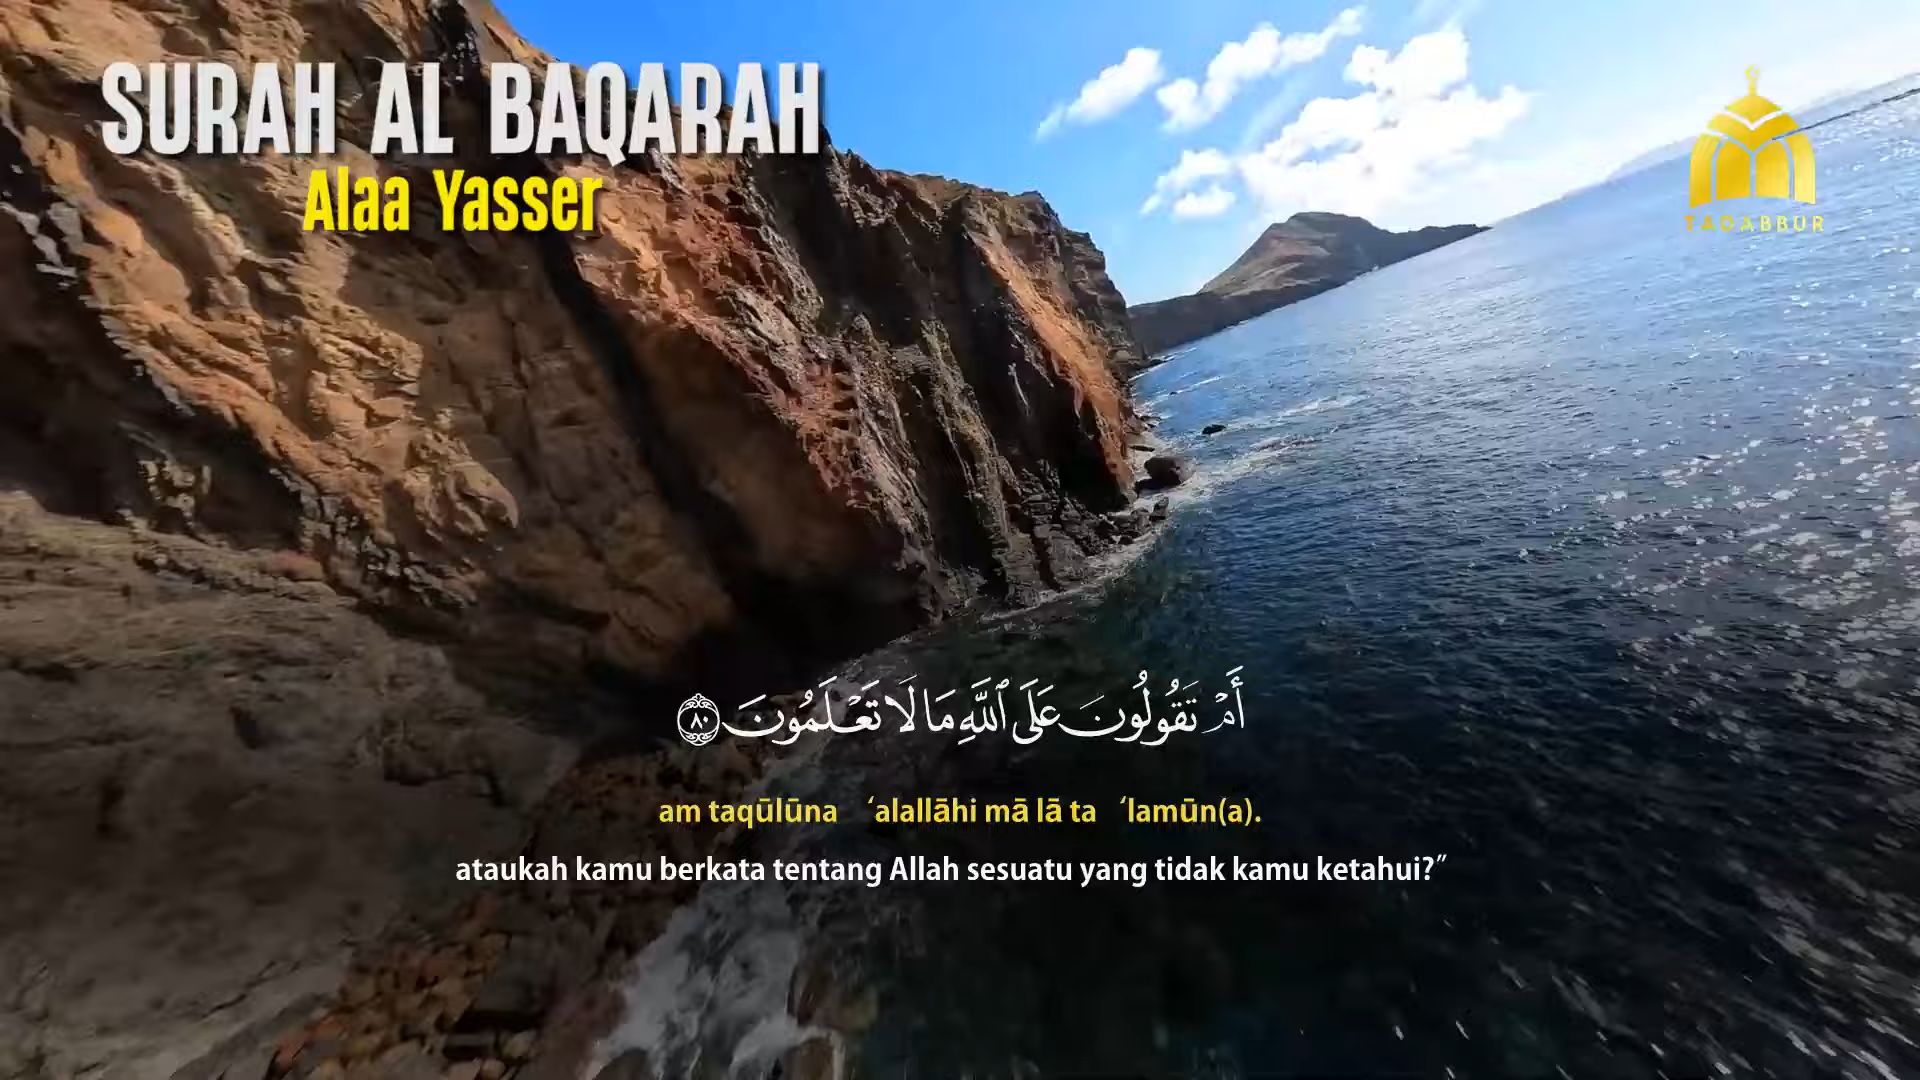 SURAH AL BAQARAH
Alaa Yasser
TADABBUR
أَمْ تَقُولُونَ عَلَى ٱللَّهِ مَا لَا تَعْلَمُونَ ٨٠
am taqūlūna ‘alallāhi mā lā ta ‘lamūn(a).
ataukah kamu berkata tentang Allah sesuatu yang tidak kamu ketahui?”